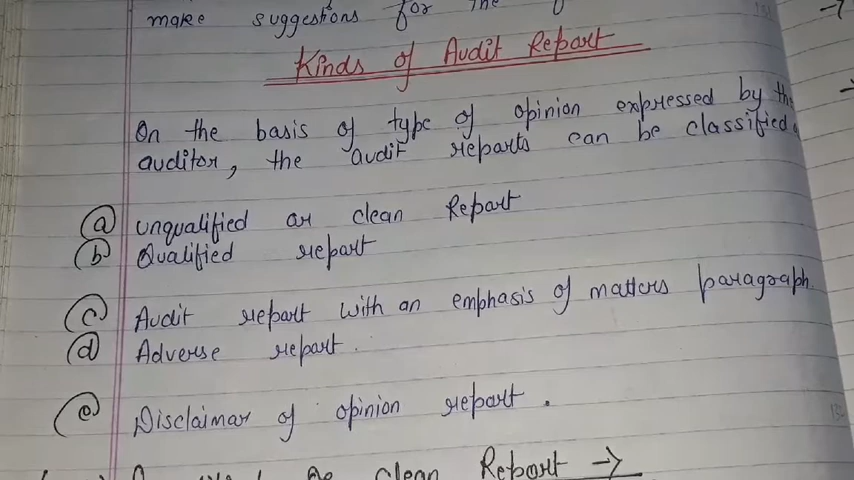 make suggestions for the
Kinds of Audit Report
On the basis of type of opinion expressed by the
auditor, the audit reports can be classified
(a) unqualified or clean Report
(b) Qualified report
(c) Audit report with an emphasis of matters paragraph
(d) Adverse report.
(e) Disclaimar of opinion report.
clean Report →